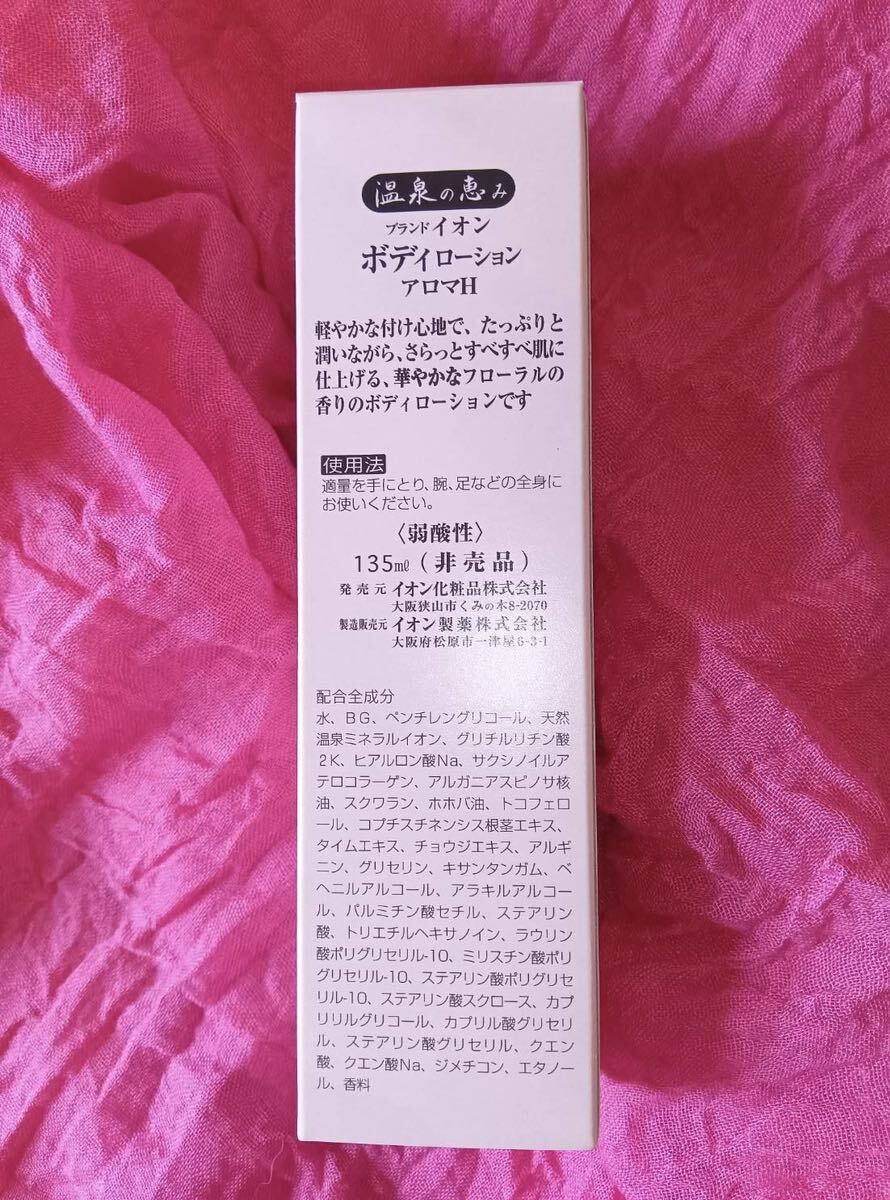 温泉の恵み
ブランドイオン
ボディローション
アロマH
軽やかな付け心地で、たっぷりと
潤いながら、さらっとすべすべ肌に
仕上げる、華やかなフローラルの
香りのボディローションです
使用法
適量を手にとり、腕、足などの全身に
お使いください。
〈弱酸性〉
135㎖(非売品)
発売元 イオン化粧品株式会社
大阪狭山市くみの木8-2070
製造販売元 イオン製薬株式会社
大阪府松原市一津屋6-3-1
配合全成分
水、BG、ペンチレングリコール、天然
温泉ミネラルイオン、グリチルリチン酸
2K、ヒアルロン酸Na、サクシノイルア
テロコラーゲン、アルガニアスピノサ核
油、スクワラン、ホホバ油、トコフェロ
ール、コプチスチネンシス根茎エキス、
タイムエキス、チョウジエキス、アルギ
ニン、グリセリン、キサンタンガム、ベ
ヘニルアルコール、アラキルアルコー
ル、パルミチン酸セチル、ステアリン
酸、トリエチルヘキサノイン、ラウリン
酸ポリグリセリル-10、ミリスチン酸ポリ
グリセリル-10、ステアリン酸ポリグリセ
リル-10、ステアリン酸スクロース、カプ
リリルグリコール、カプリル酸グリセリ
ル、ステアリン酸グリセリル、クエン
酸、クエン酸Na、ジメチコン、エタノー
ル、香料